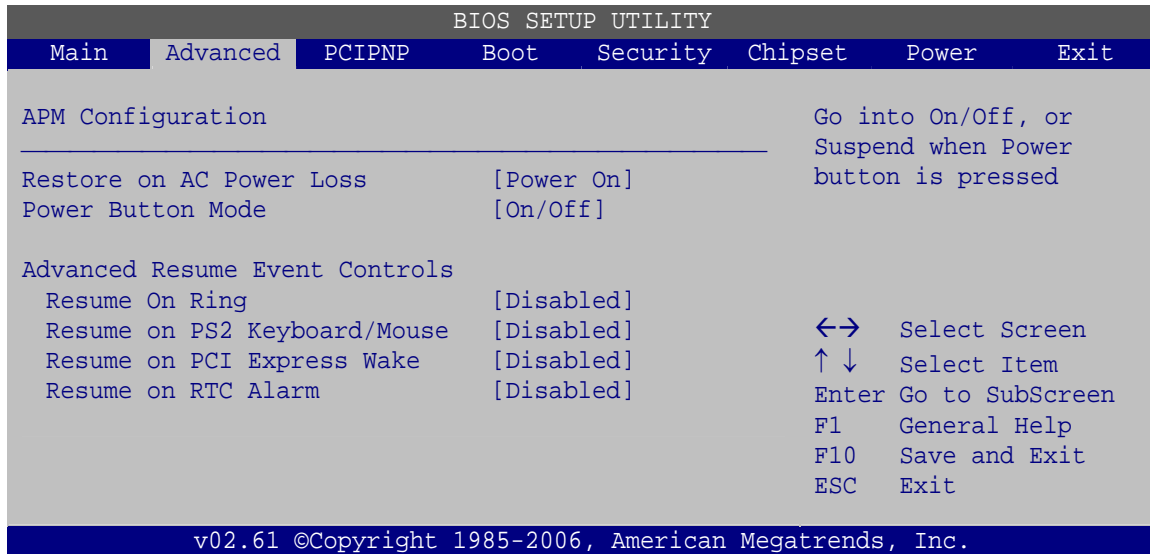 BIOS SETUP UTILITY
Main Advanced PCIPNP Boot Security Chipset Power Exit
APM Configuration
Restore on AC Power Loss [Power On]
Power Button Mode [On/Off]
Advanced Resume Event Controls
Resume On Ring [Disabled]
Resume on PS2 Keyboard/Mouse [Disabled]
Resume on PCI Express Wake [Disabled]
Resume on RTC Alarm [Disabled]
Go into On/Off, or
Suspend when Power
button is pressed
←→ Select Screen
↑ ↓ Select Item
Enter Go to SubScreen
F1 General Help
F10 Save and Exit
ESC Exit
v02.61 ©Copyright 1985-2006, American Megatrends, Inc.